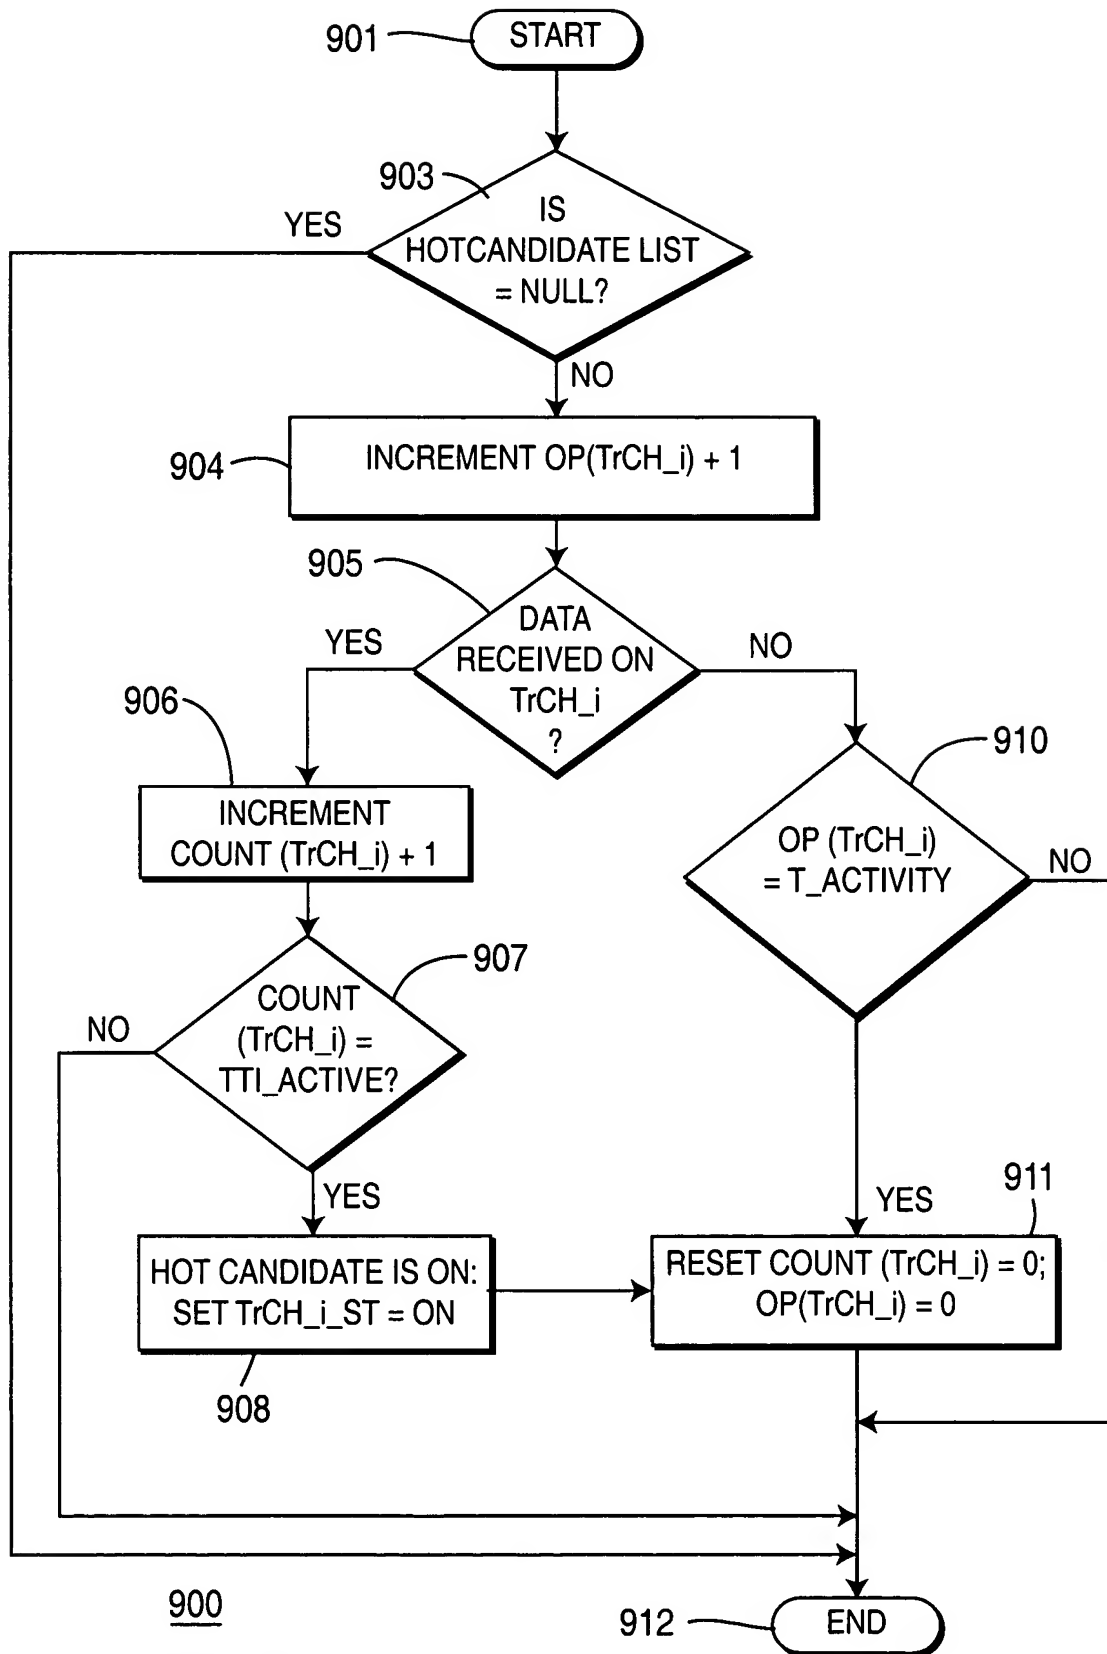 901
START
903
YES
IS
HOTCANDIDATE LIST
= NULL?
NO
904
INCREMENT OP(TrCH_i) + 1
905
YES
DATA
RECEIVED ON
TrCH_i
?
NO
906
INCREMENT
COUNT (TrCH_i) + 1
910
OP (TrCH_i)
= T_ACTIVITY
NO
907
NO
COUNT
(TrCH_i) =
TTI_ACTIVE?
YES
YES
911
HOT CANDIDATE IS ON:
SET TrCH_i_ST = ON
908
RESET COUNT (TrCH_i) = 0;
OP(TrCH_i) = 0
900
912
END